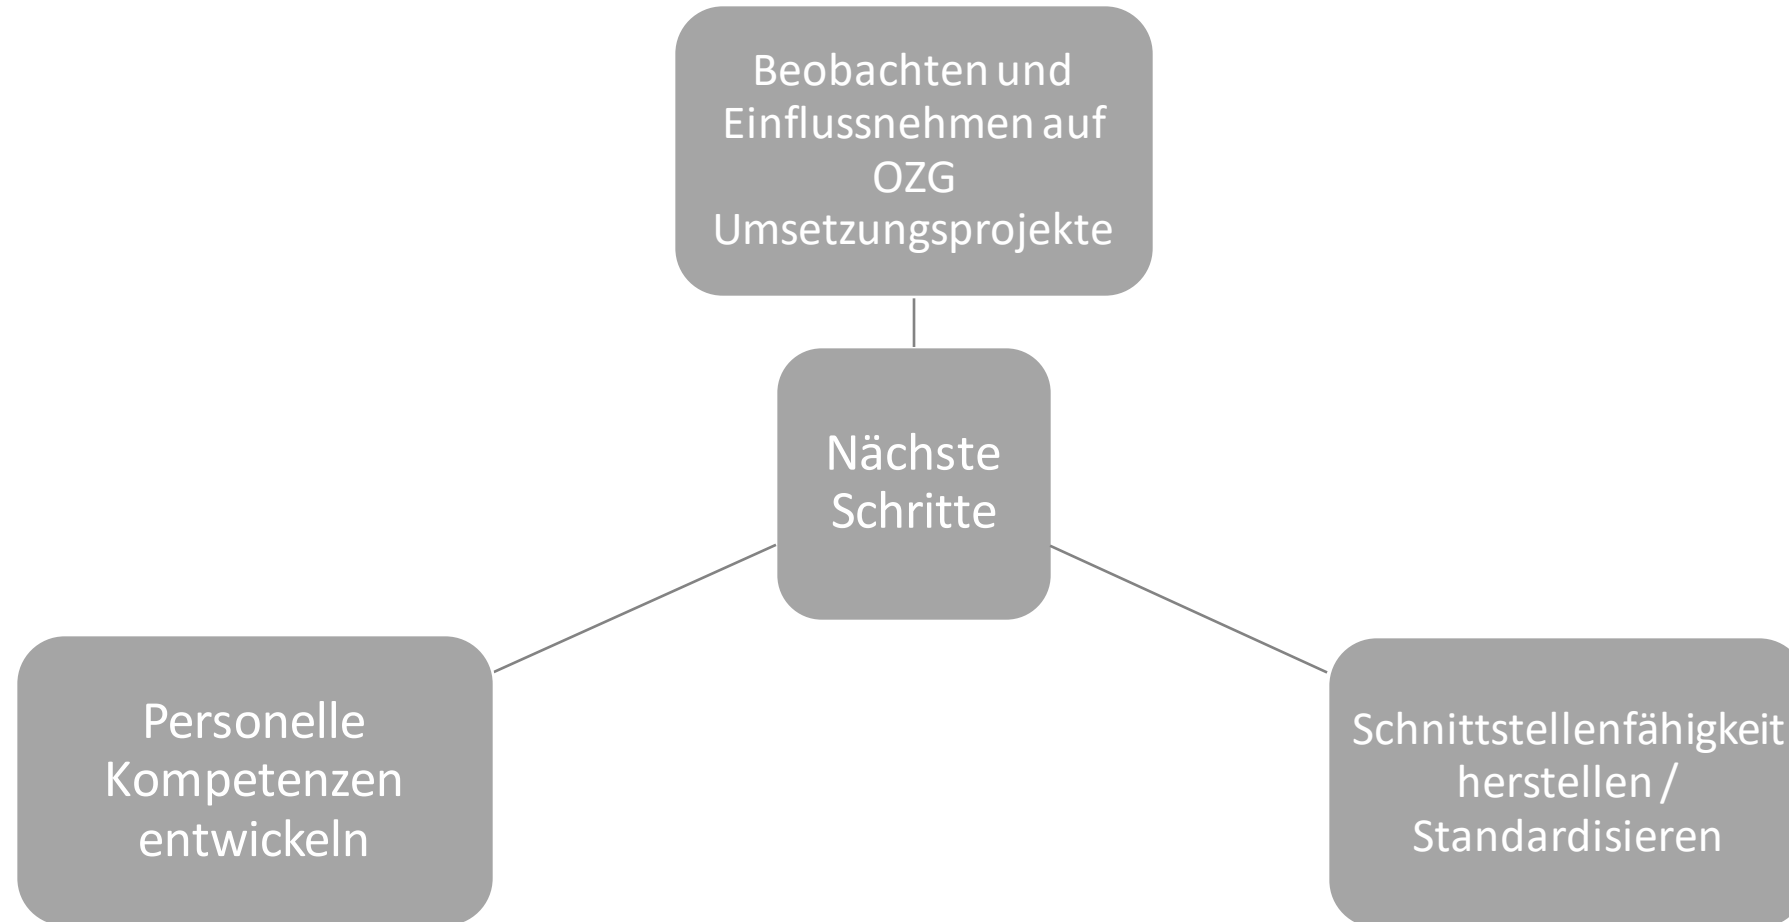 Beobachten und
Einflussnehmen auf
OZG
Umsetzungsprojekte
Nächste
Schritte
Personelle
Kompetenzen
entwickeln
Schnittstellenfähigkeit
herstellen /
Standardisieren